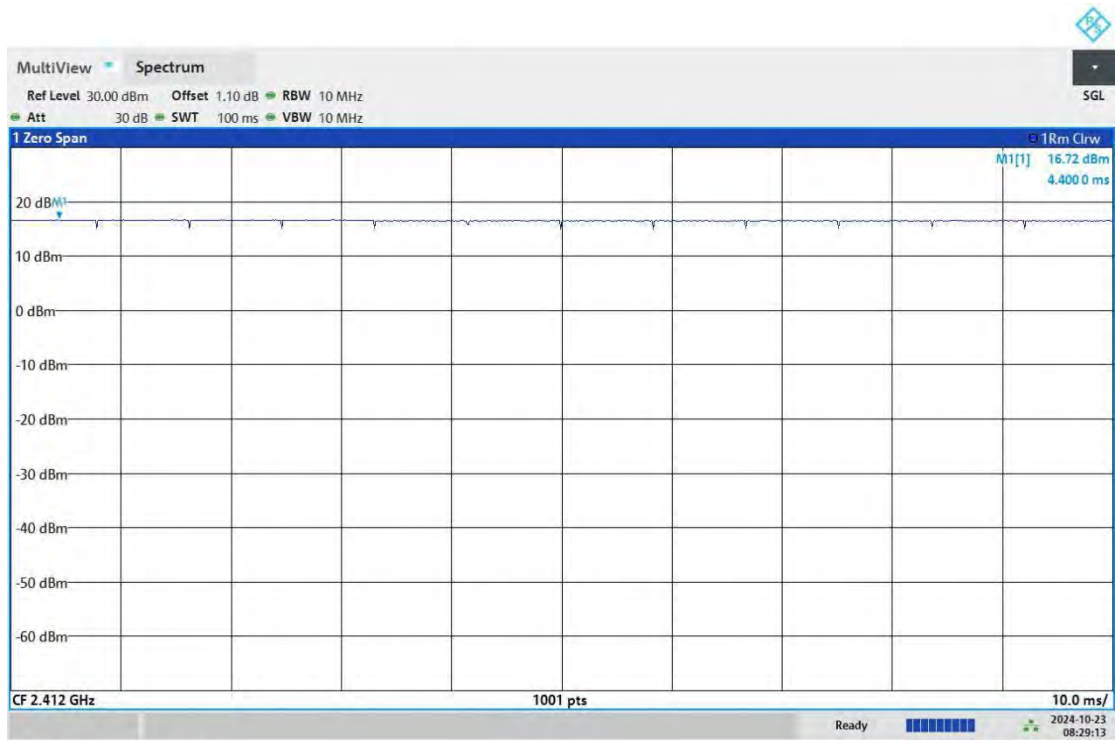 R&S
MultiView Spectrum
SGL
Ref Level 30.00 dBm Offset 1.10 dB RBW 10 MHz
Att 30 dB SWT 100 ms VBW 10 MHz
1 Zero Span 1Rm Clrw
M1[1] 16.72 dBm
4.400 0 ms
20 dBm
M1
10 dBm
0 dBm
-10 dBm
-20 dBm
-30 dBm
-40 dBm
-50 dBm
-60 dBm
CF 2.412 GHz 1001 pts 10.0 ms/
Ready 2024-10-23
08:29:13